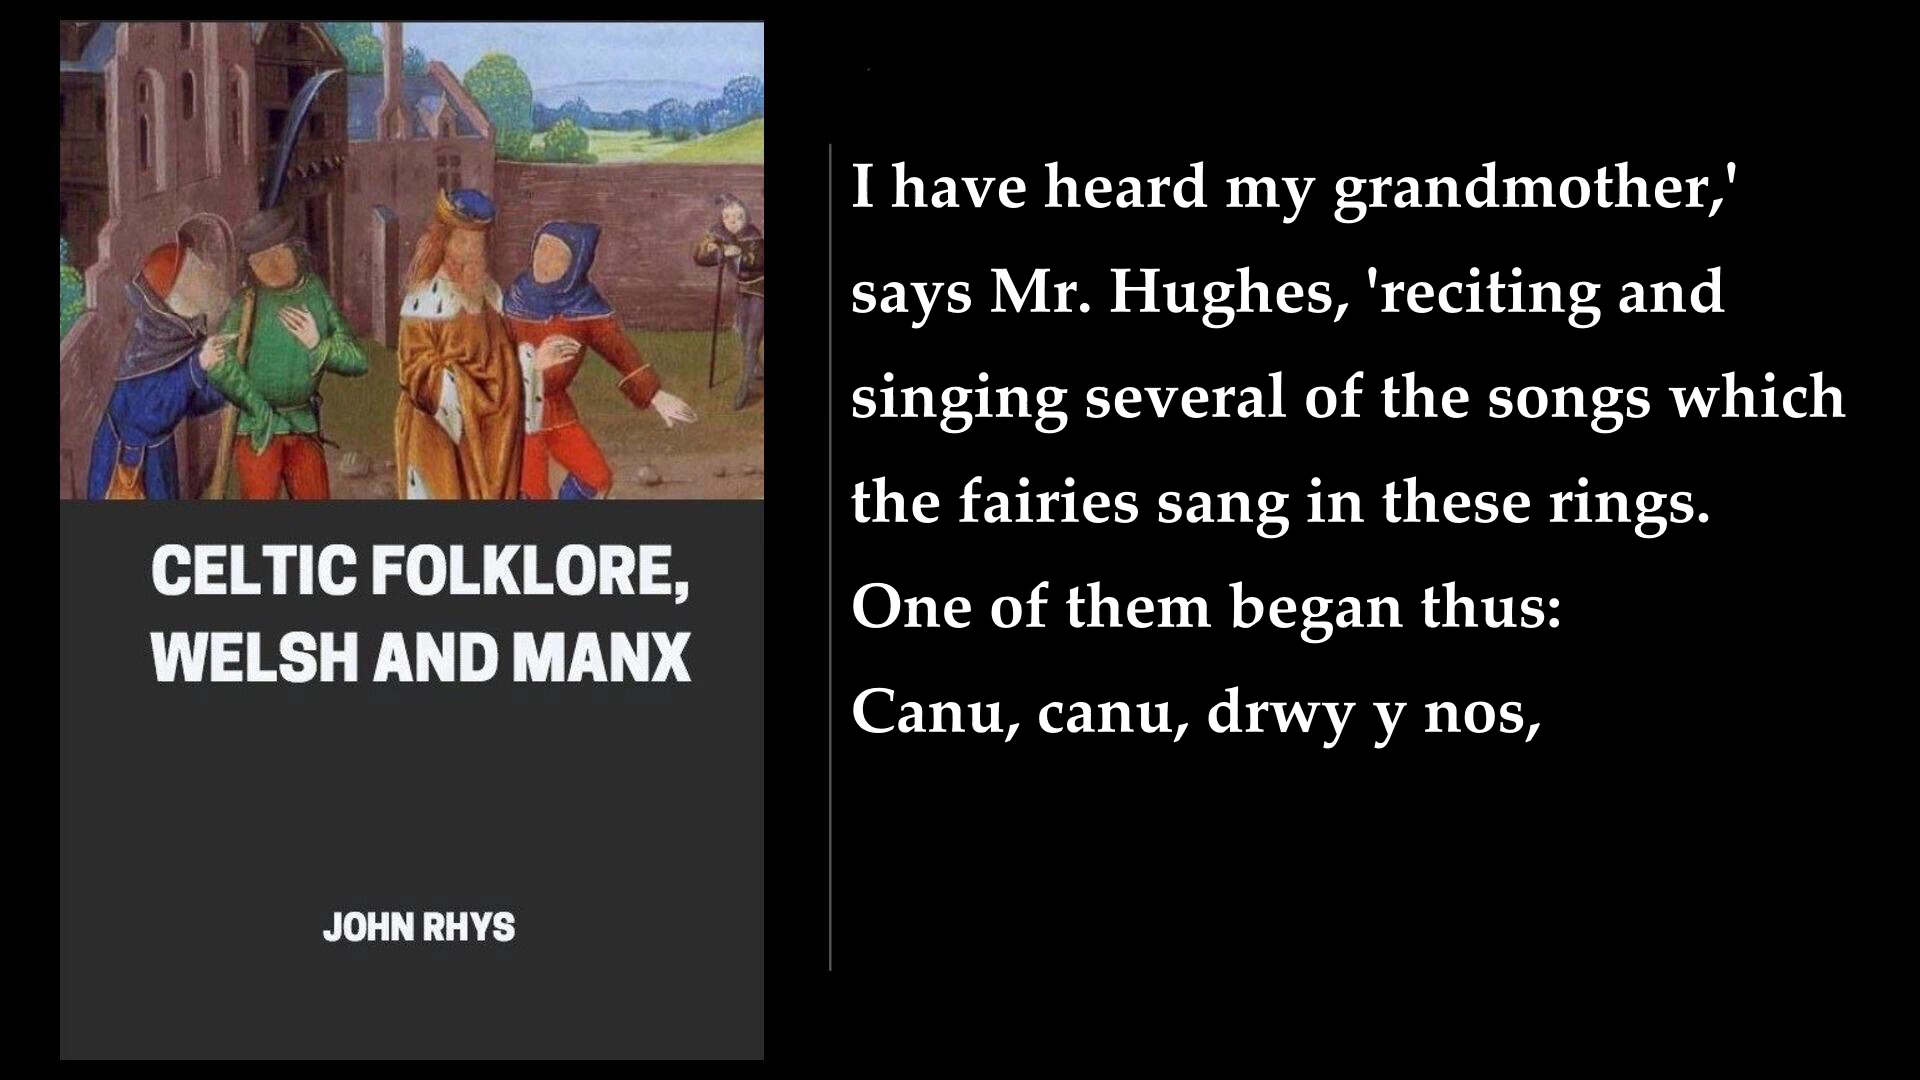 CELTIC FOLKLORE,
WELSH AND MANX
JOHN RHYS
I have heard my grandmother,'
says Mr. Hughes, 'reciting and
singing several of the songs which
the fairies sang in these rings.
One of them began thus:
Canu, canu, drwy y nos,